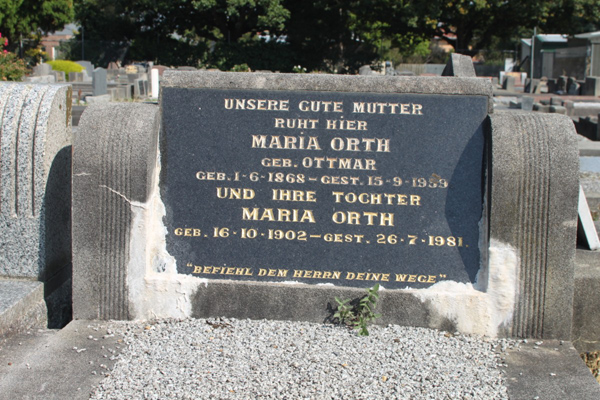 UNSERE GUTE MUTTER
RUHT HIER
MARIA ORTH
GEB. OTTMAR
GEB. 1-6-1868 – GEST. 15-9-1959
UND IHRE TOCHTER
MARIA ORTH
GEB. 16-10-1902 – GEST. 26-7-1981.
"BEFIEHL DEM HERRN DEINE WEGE"